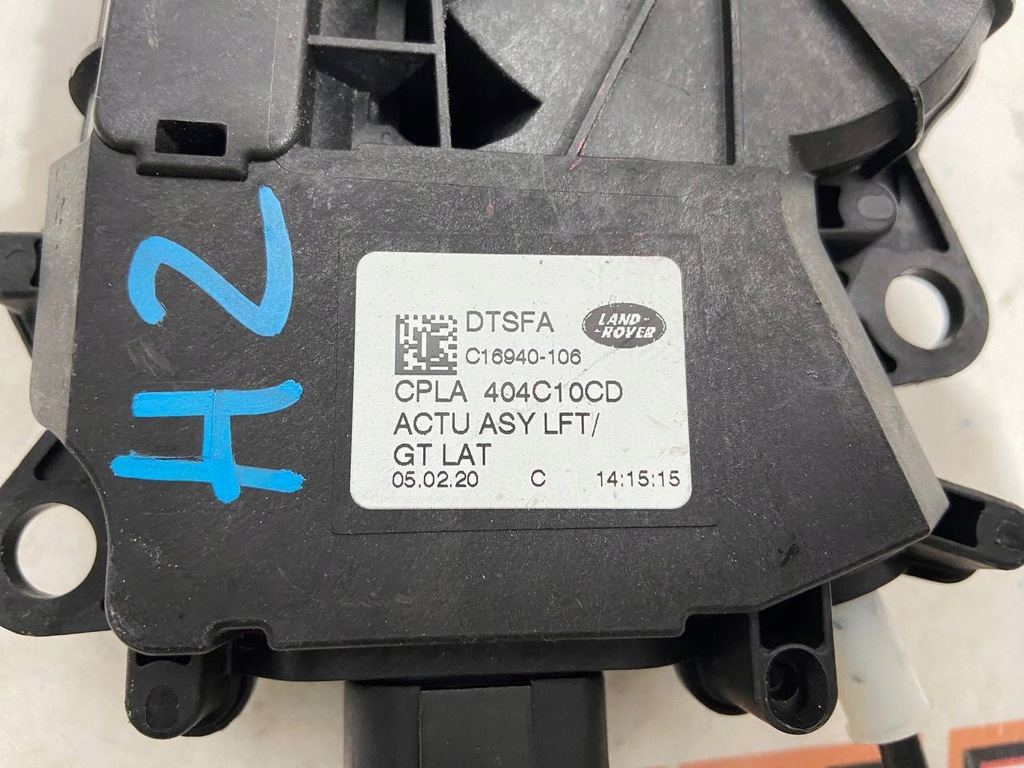 H2
DTSFA
LAND-
-ROVER
C16940-106
CPLA 404C10CD
ACTU ASY LFT/
GT LAT
05.02.20 C 14:15:15